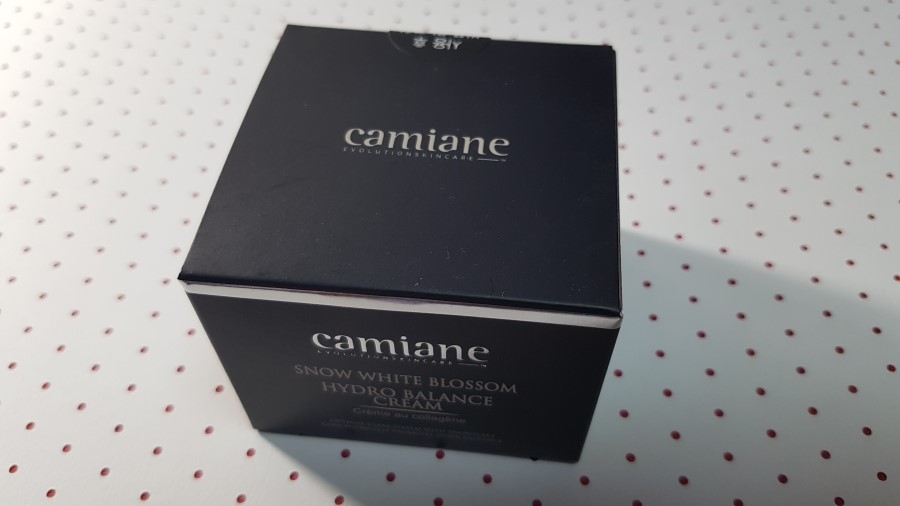 camiane
EVOLUTIONSKINCARE
camiane
EVOLUTIONSKINCARE
SNOW WHITE BLOSSOM
HYDRO BALANCE
CREAM
Crème au collagène